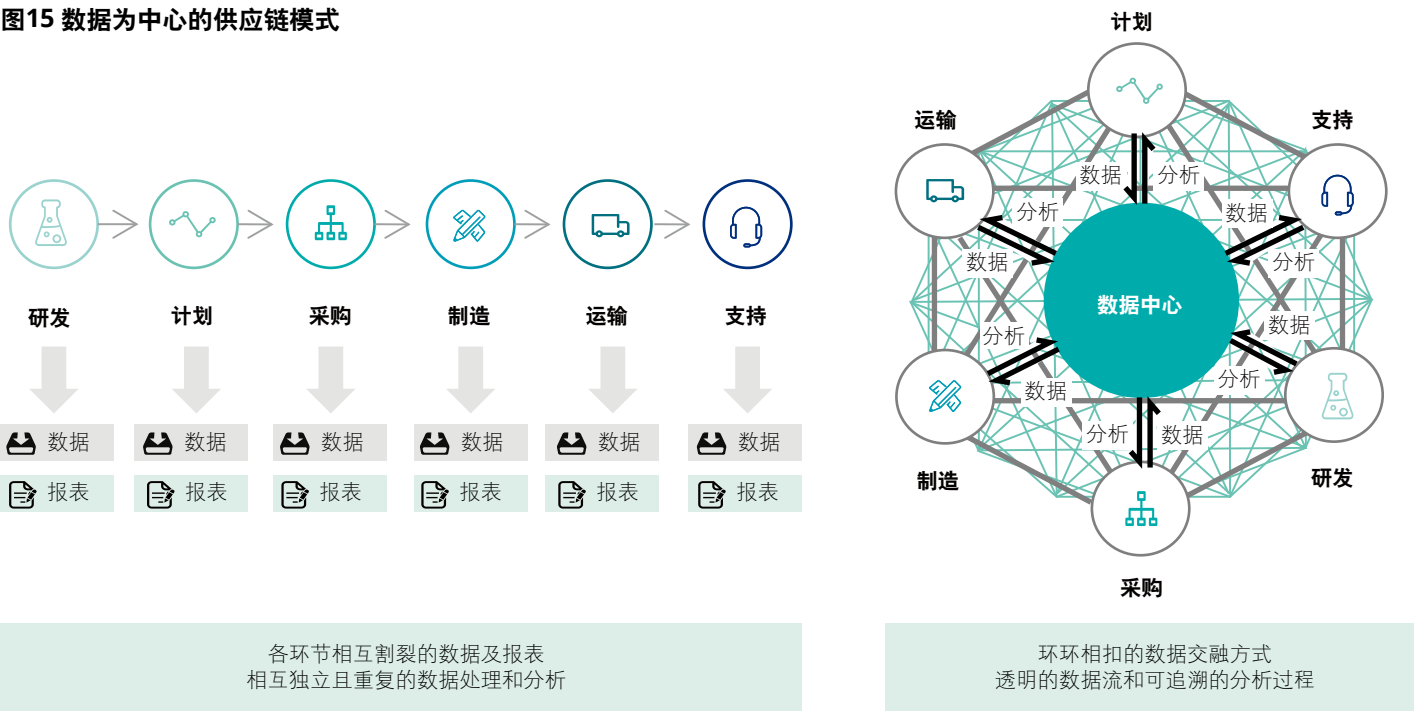 图15 数据为中心的供应链模式
研发
计划
采购
制造
运输
支持
数据
数据
数据
数据
数据
数据
报表
报表
报表
报表
报表
报表
各环节相互割裂的数据及报表
相互独立且重复的数据处理和分析
计划
运输
支持
数据
分析
分析
数据
数据
分析
数据中心
分析
数据
数据
分析
分析
数据
制造
研发
采购
环环相扣的数据交融方式
透明的数据流和可追溯的分析过程